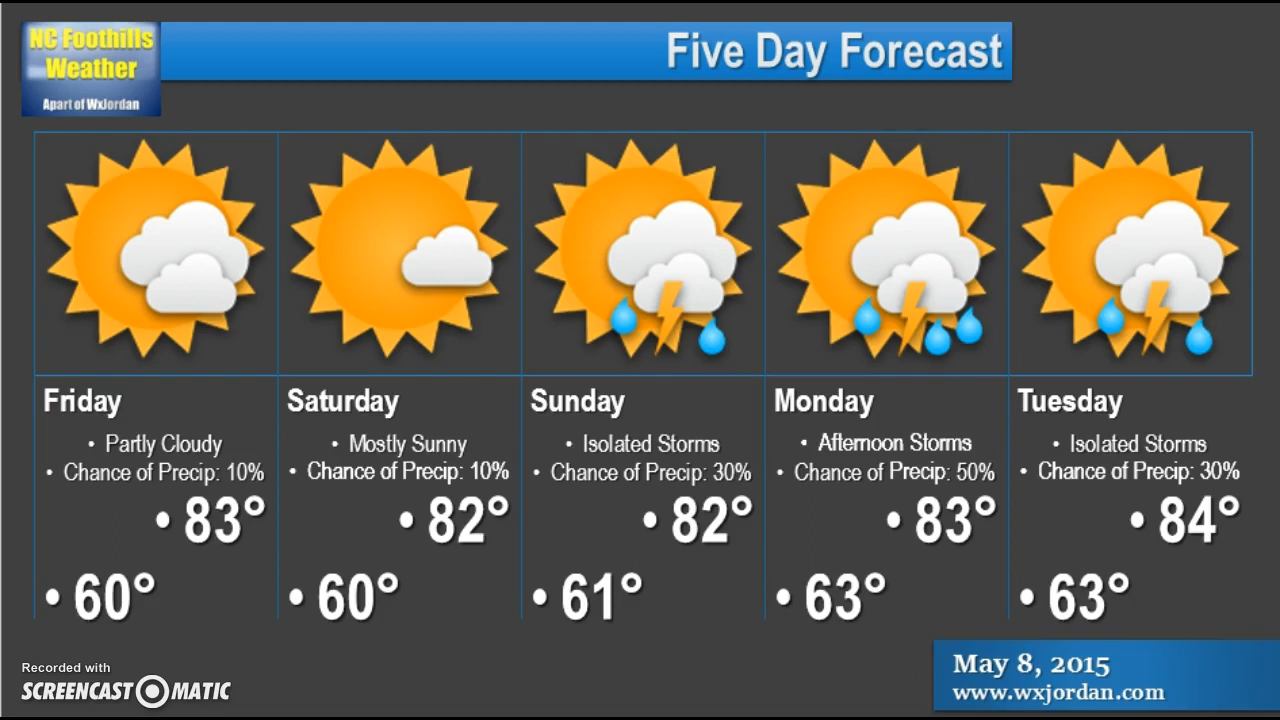 NC Foothills
Weather
Apart of WxJordan
Five Day Forecast
Friday
• Partly Cloudy
• Chance of Precip: 10%
• 83°
• 60°
Saturday
• Mostly Sunny
• Chance of Precip: 10%
• 82°
• 60°
Sunday
• Isolated Storms
• Chance of Precip: 30%
• 82°
• 61°
Monday
• Afternoon Storms
• Chance of Precip: 50%
• 83°
• 63°
Tuesday
• Isolated Storms
• Chance of Precip: 30%
• 84°
• 63°
Recorded with
SCREENCAST MATIC
May 8, 2015
www.wxjordan.com